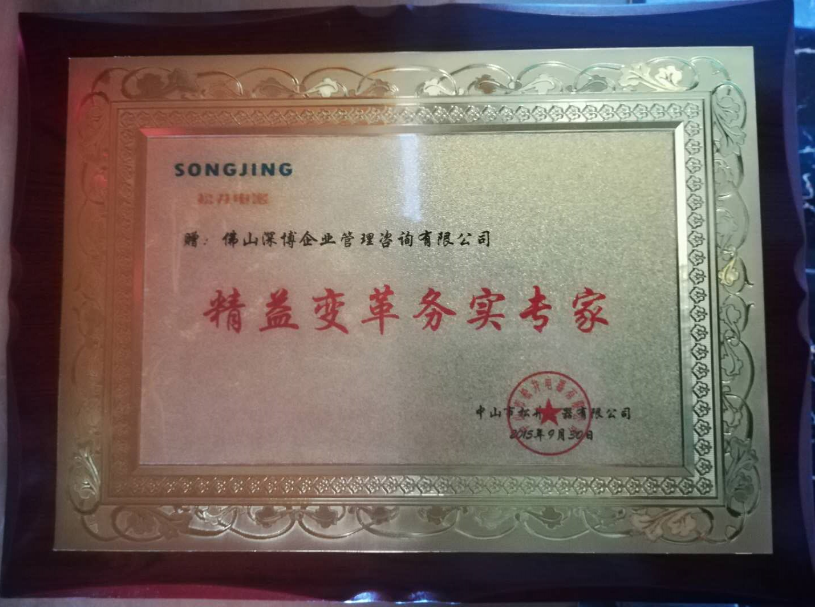 SONGJING
松井电器
赠：佛山深博企业管理咨询有限公司
精益变革务实专家
中山市松井电器有限公司
2015年9月30日